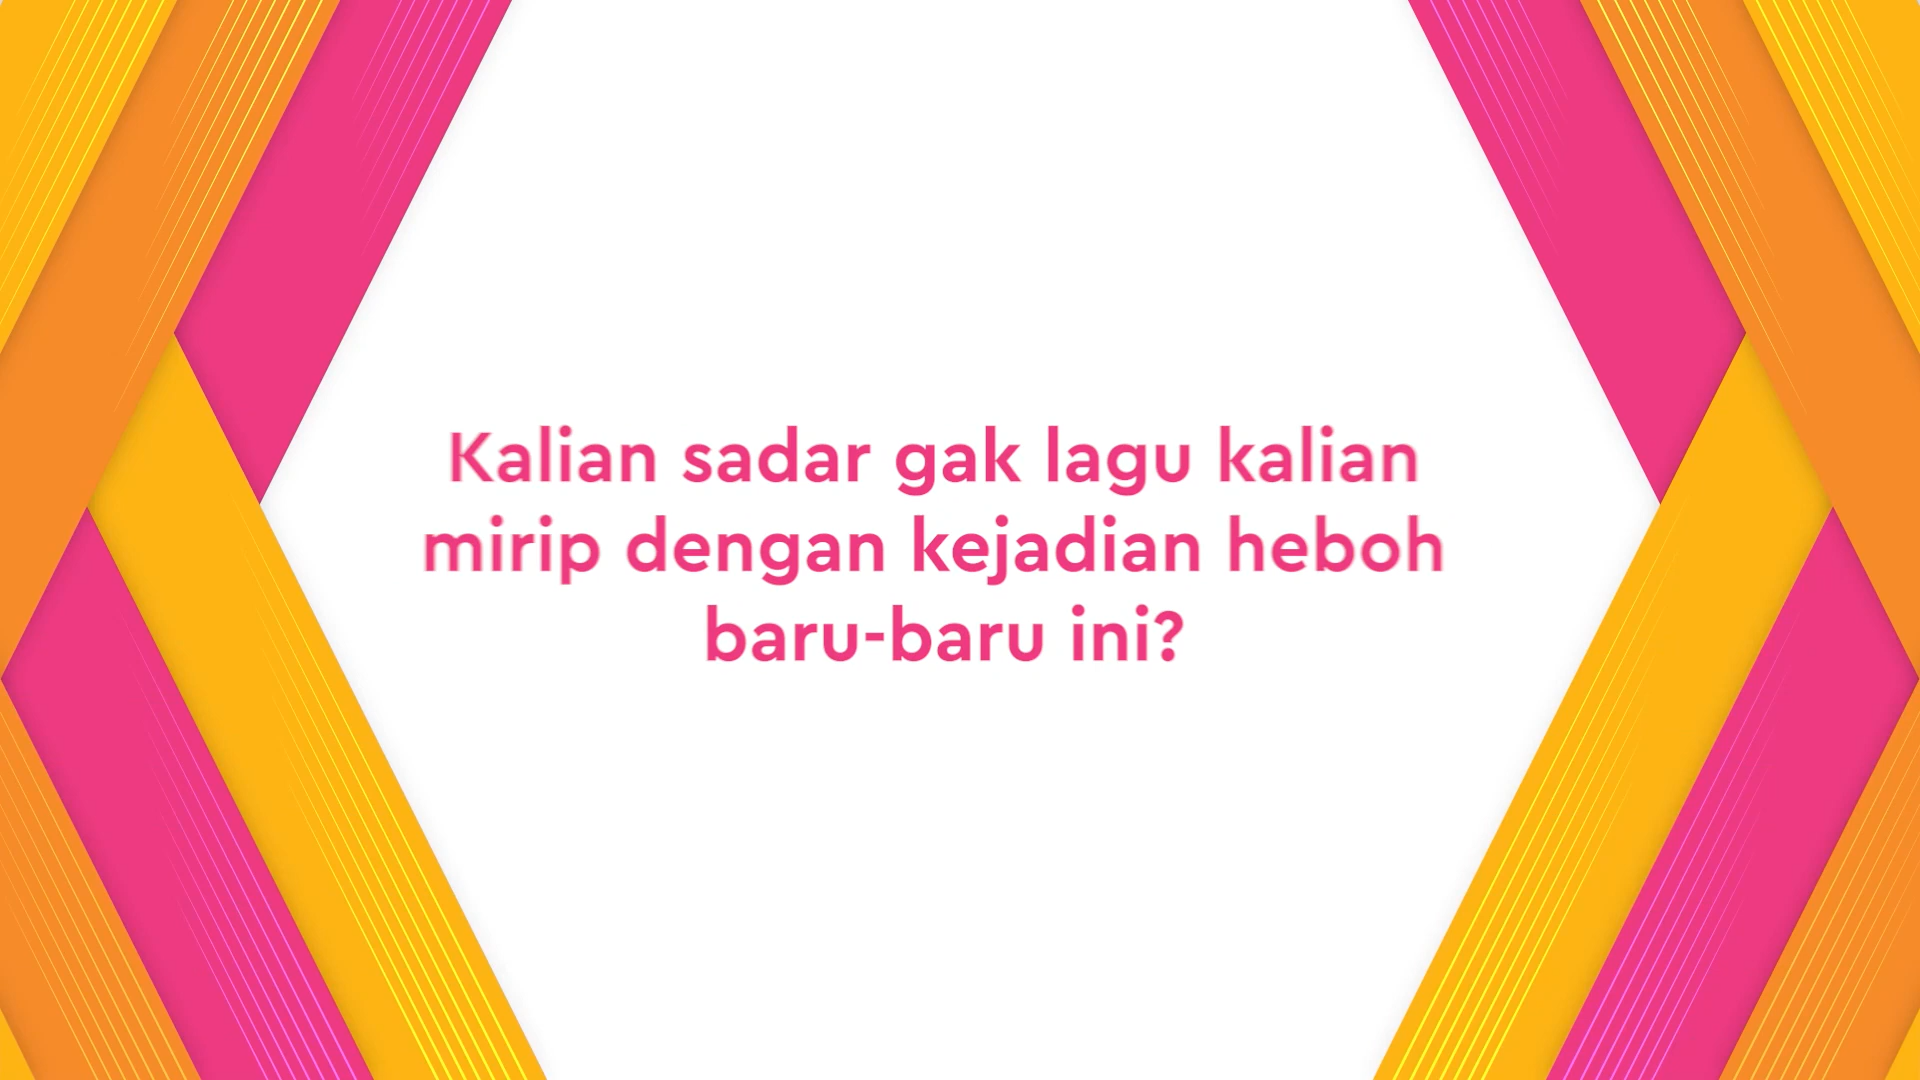 Kalian sadar gak lagu kalian
mirip dengan kejadian heboh
baru-baru ini?